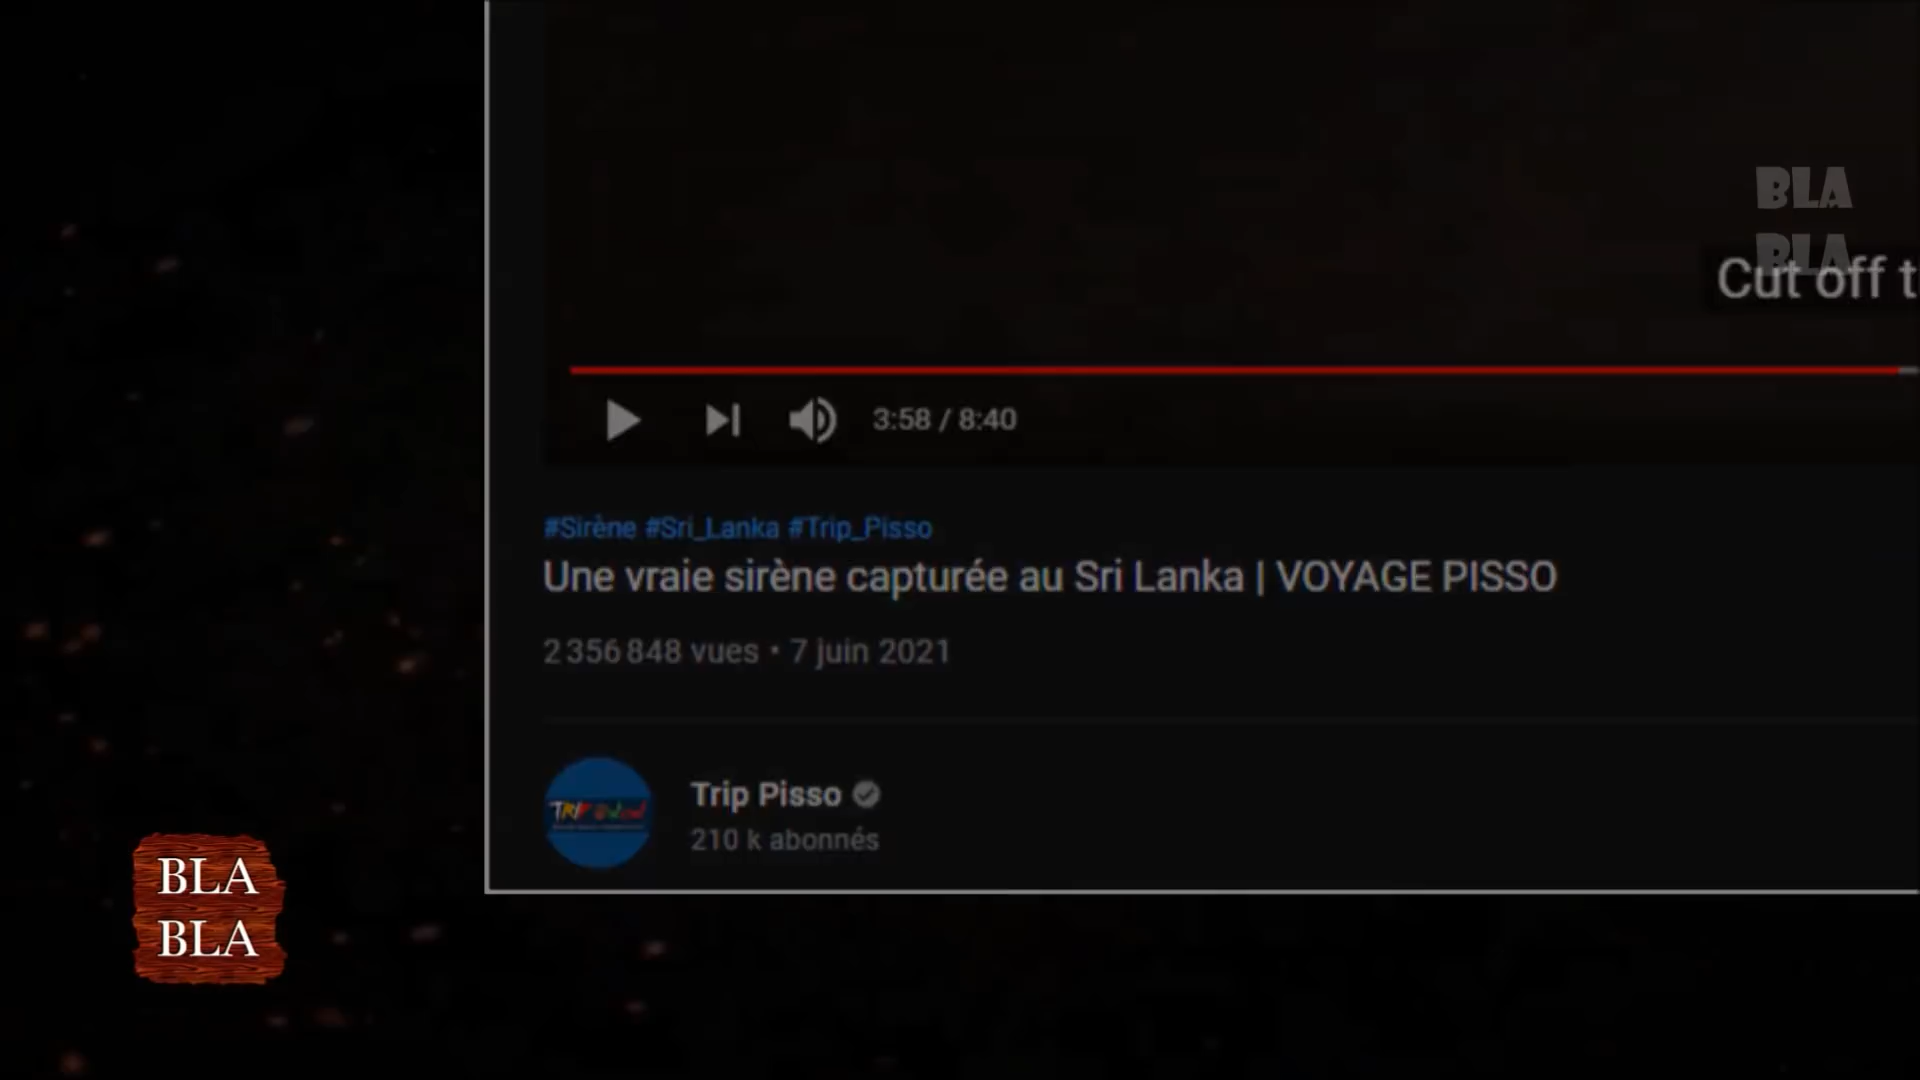 BLA
BLA
Cut off t
3:58 / 8:40
#Sirène #Sri_Lanka #Trip_Pisso
Une vraie sirène capturée au Sri Lanka | VOYAGE PISSO
2 356 848 vues • 7 juin 2021
Trip Pisso
210 k abonnés
BLA
BLA